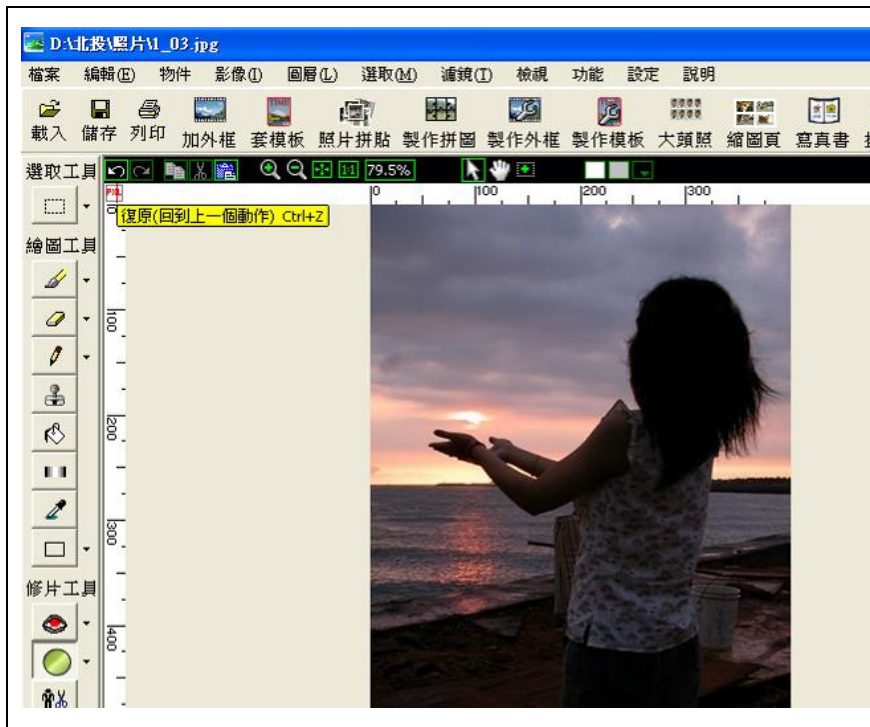 D:\北投\照片\1_03.jpg
檔案 編輯(E) 物件 影像(I) 圖層(L) 選取(M) 濾鏡(T) 檢視 功能 設定 說明
載入 儲存 列印 加外框 套模板 照片拼貼 製作拼圖 製作外框 製作模板 大頭照 縮圖頁 寫真書
選取工具 1:1 79.5%
PXL 0 100 200 300
0
復原(回到上一個動作) Ctrl+Z
繪圖工具
100
200
300
修片工具
400